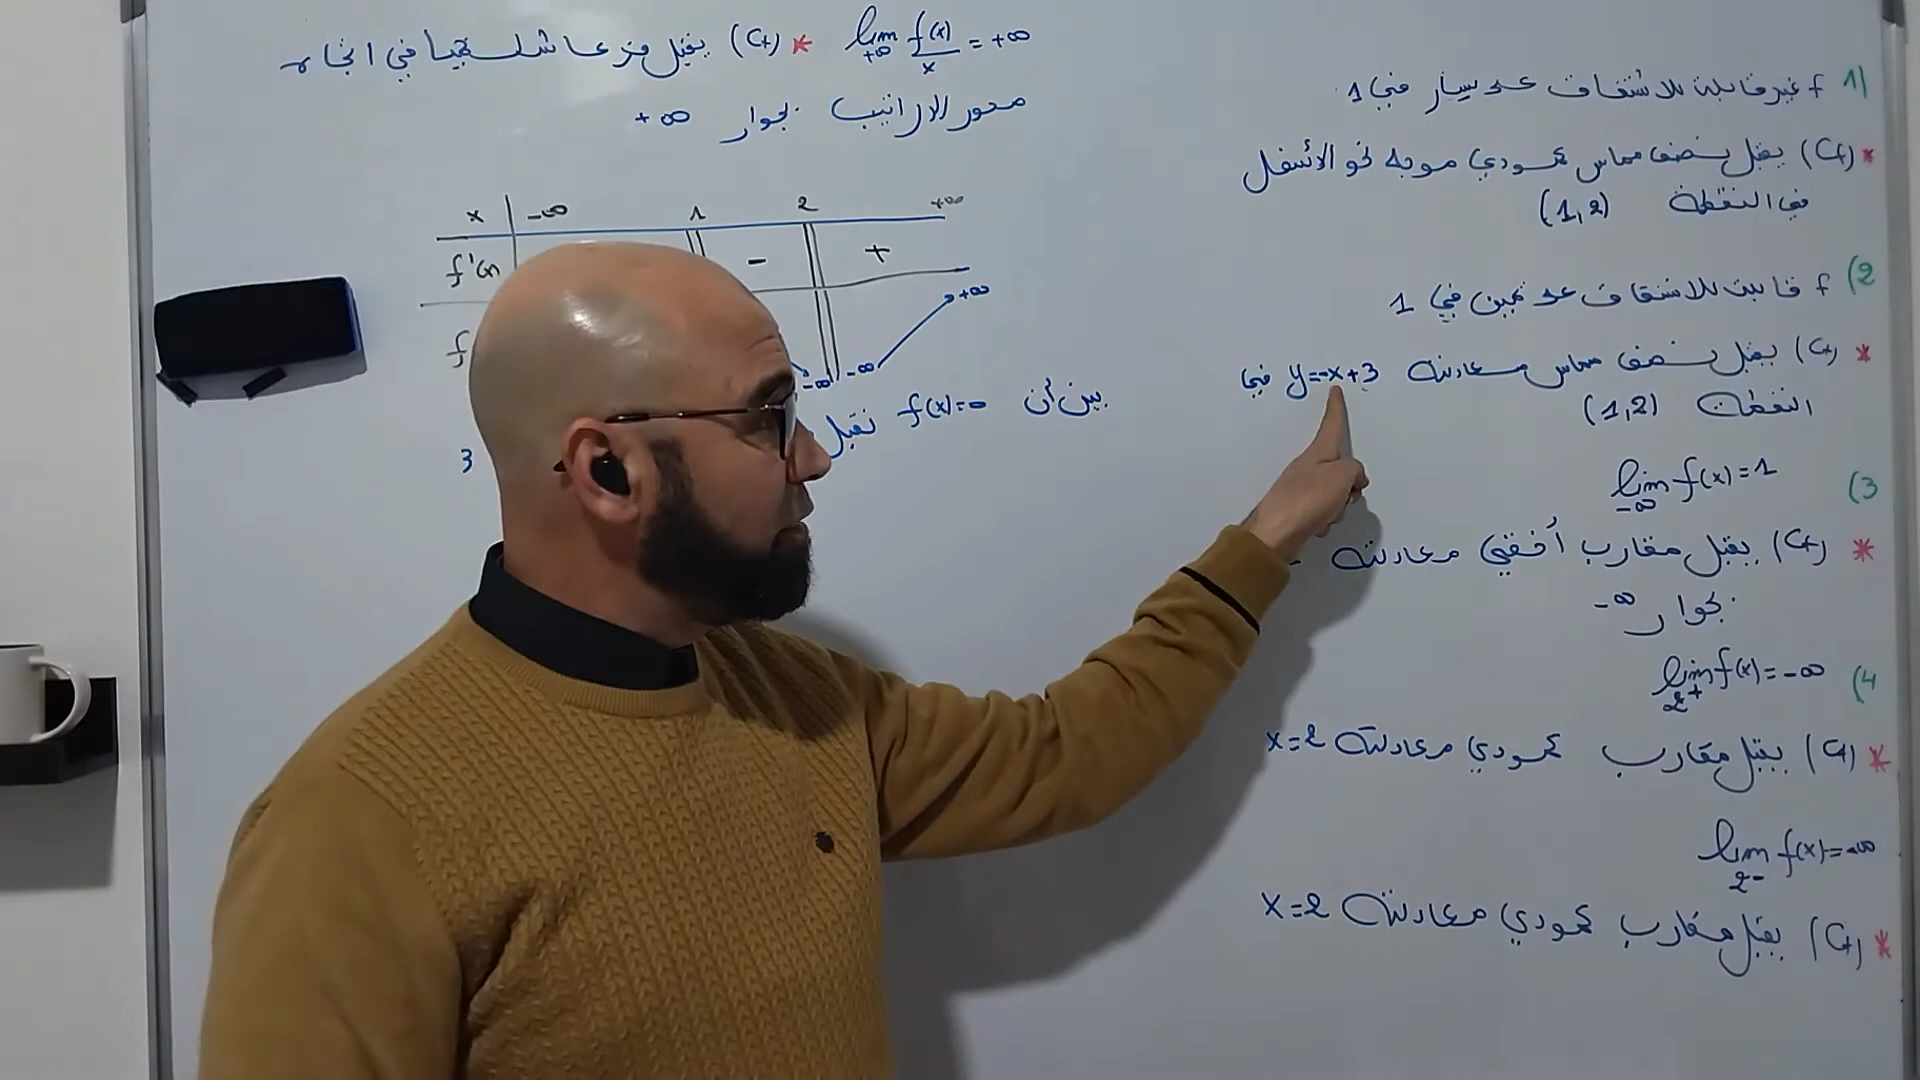 1) f غير قابلة للاشتقاق على يسار في 1
* (Cf) يقبل نصف مماس عمودي موجه نحو الأسفل
في النقطة (1,2)
2) f قابلة للاشتقاق على يمين في 1
* (Cf) يقبل نصف مماس معادلته y=-x+3 في
النقطة (1,2)
3) lim f(x)=1
-∞
* (Cf) يقبل مقارب أفقي معادلته
بجوار -∞
4) lim f(x)=-∞
2+
* (Cf) يقبل مقارب عمودي معادلته x=2
lim f(x)=-∞
2-
* (Cf) يقبل مقارب عمودي معادلته x=2
lim f(x)/x = +∞ * (Cf) يقبل فرعا شلجميا في اتجاه
+∞
محور الاراتيب بجوار +∞
x -∞ 1 2 +∞
f'(x) - +
f -∞ -∞ +∞
بين أن f(x)=0 تقبل
3